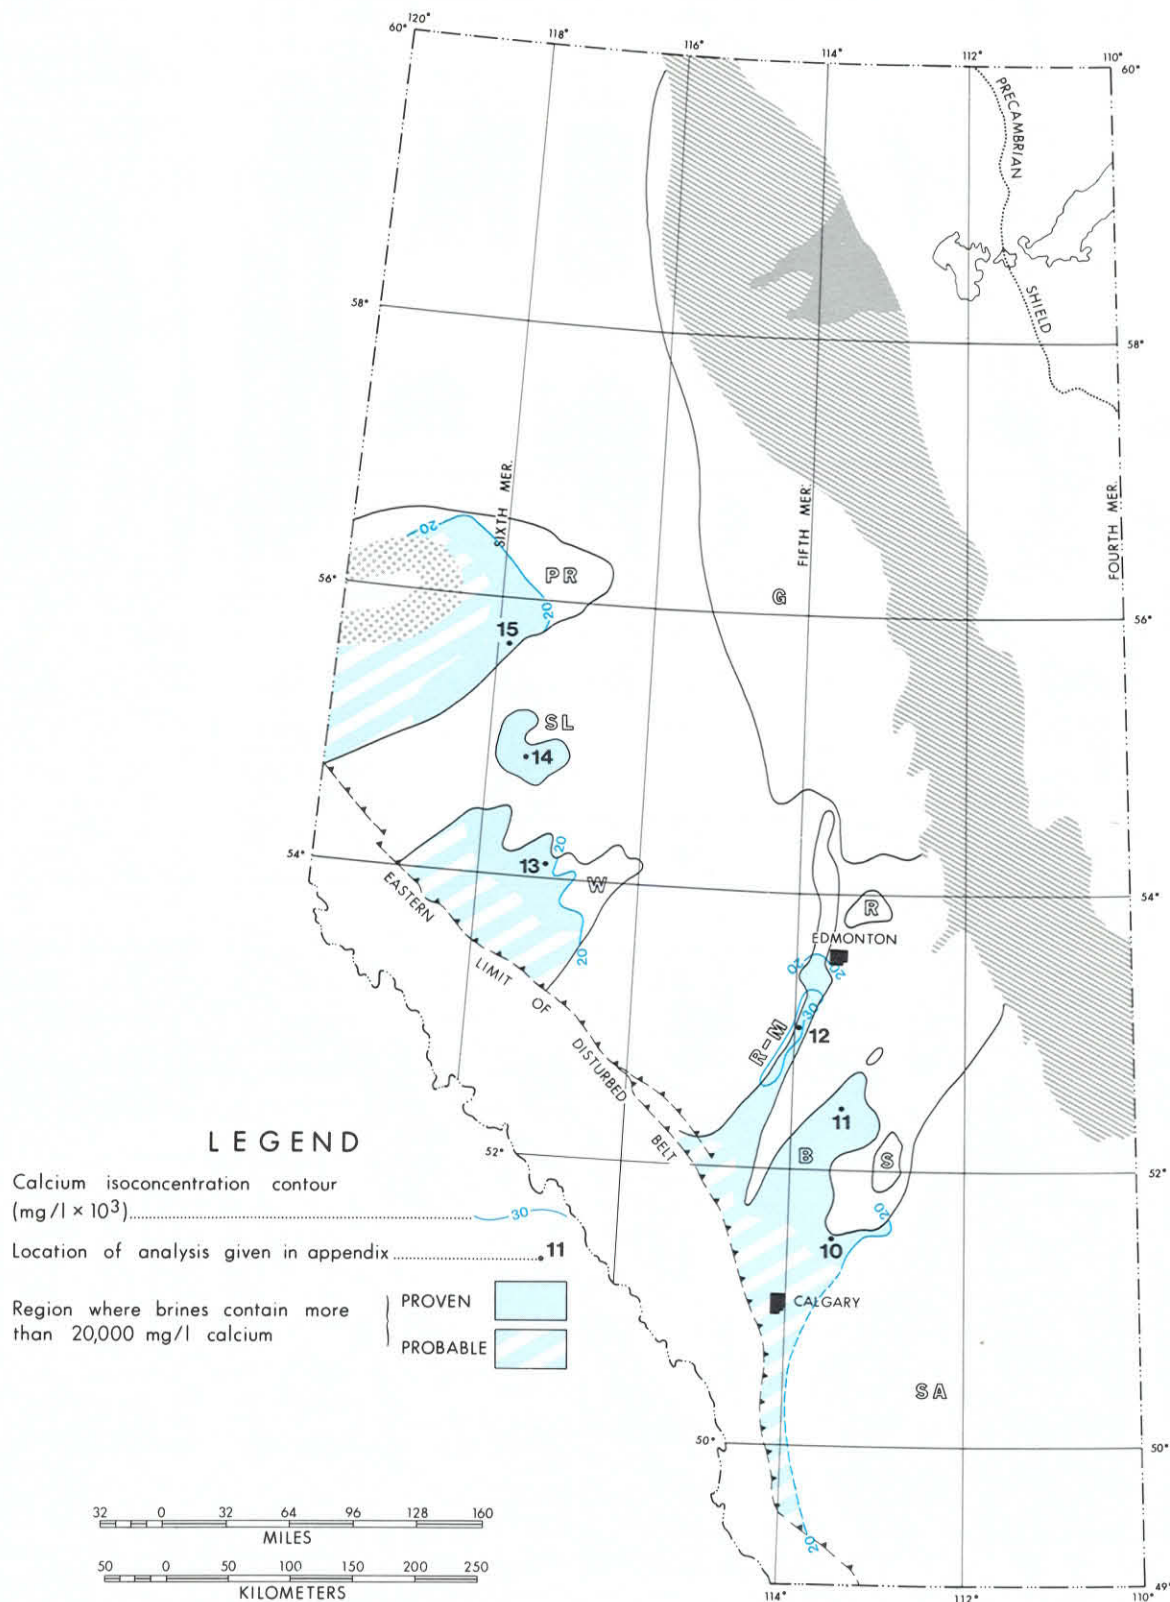 120°
60°
118°
116°
114°
112°
110°
60°
PRECAMBRIAN
SHIELD
58°
58°
SIXTH MER.
FIFTH MER.
FOURTH MER.
20
PR
56°
20
G
56°
15
SL
14
54°
20
13
W
54°
R
EDMONTON
EASTERN
LIMIT OF
DISTURBED
BELT
20
20
20
30
R-M
12
11
B
S
52°
52°
20
10
CALGARY
SA
50°
50°
20
114°
112°
110°
49°
LEGEND
Calcium isoconcentration contour
(mg/l × 10³) 30
Location of analysis given in appendix .11
Region where brines contain more
than 20,000 mg/l calcium
PROVEN
PROBABLE
32 0 32 64 96 128 160
MILES
50 0 50 100 150 200 250
KILOMETERS